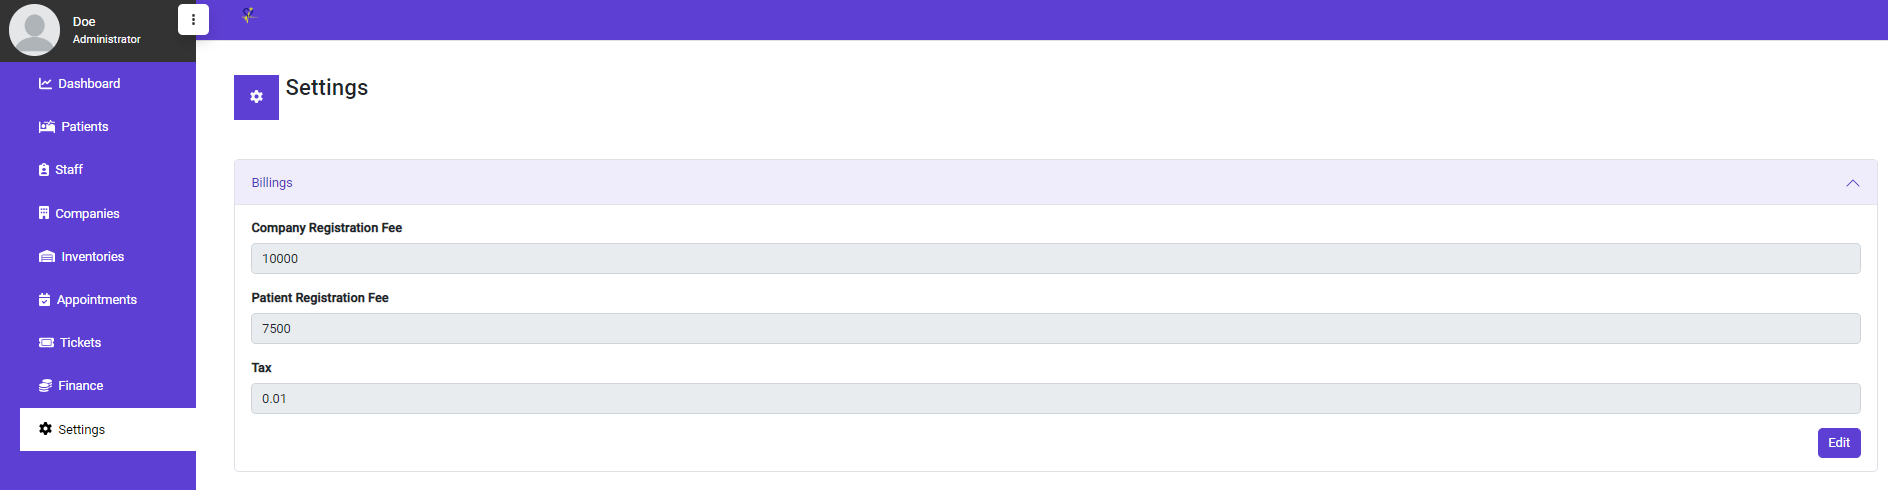 Doe
Administrator
Dashboard
Patients
Staff
Companies
Inventories
Appointments
Tickets
Finance
Settings
Settings
Billings
Company Registration Fee
10000
Patient Registration Fee
7500
Tax
0.01
Edit